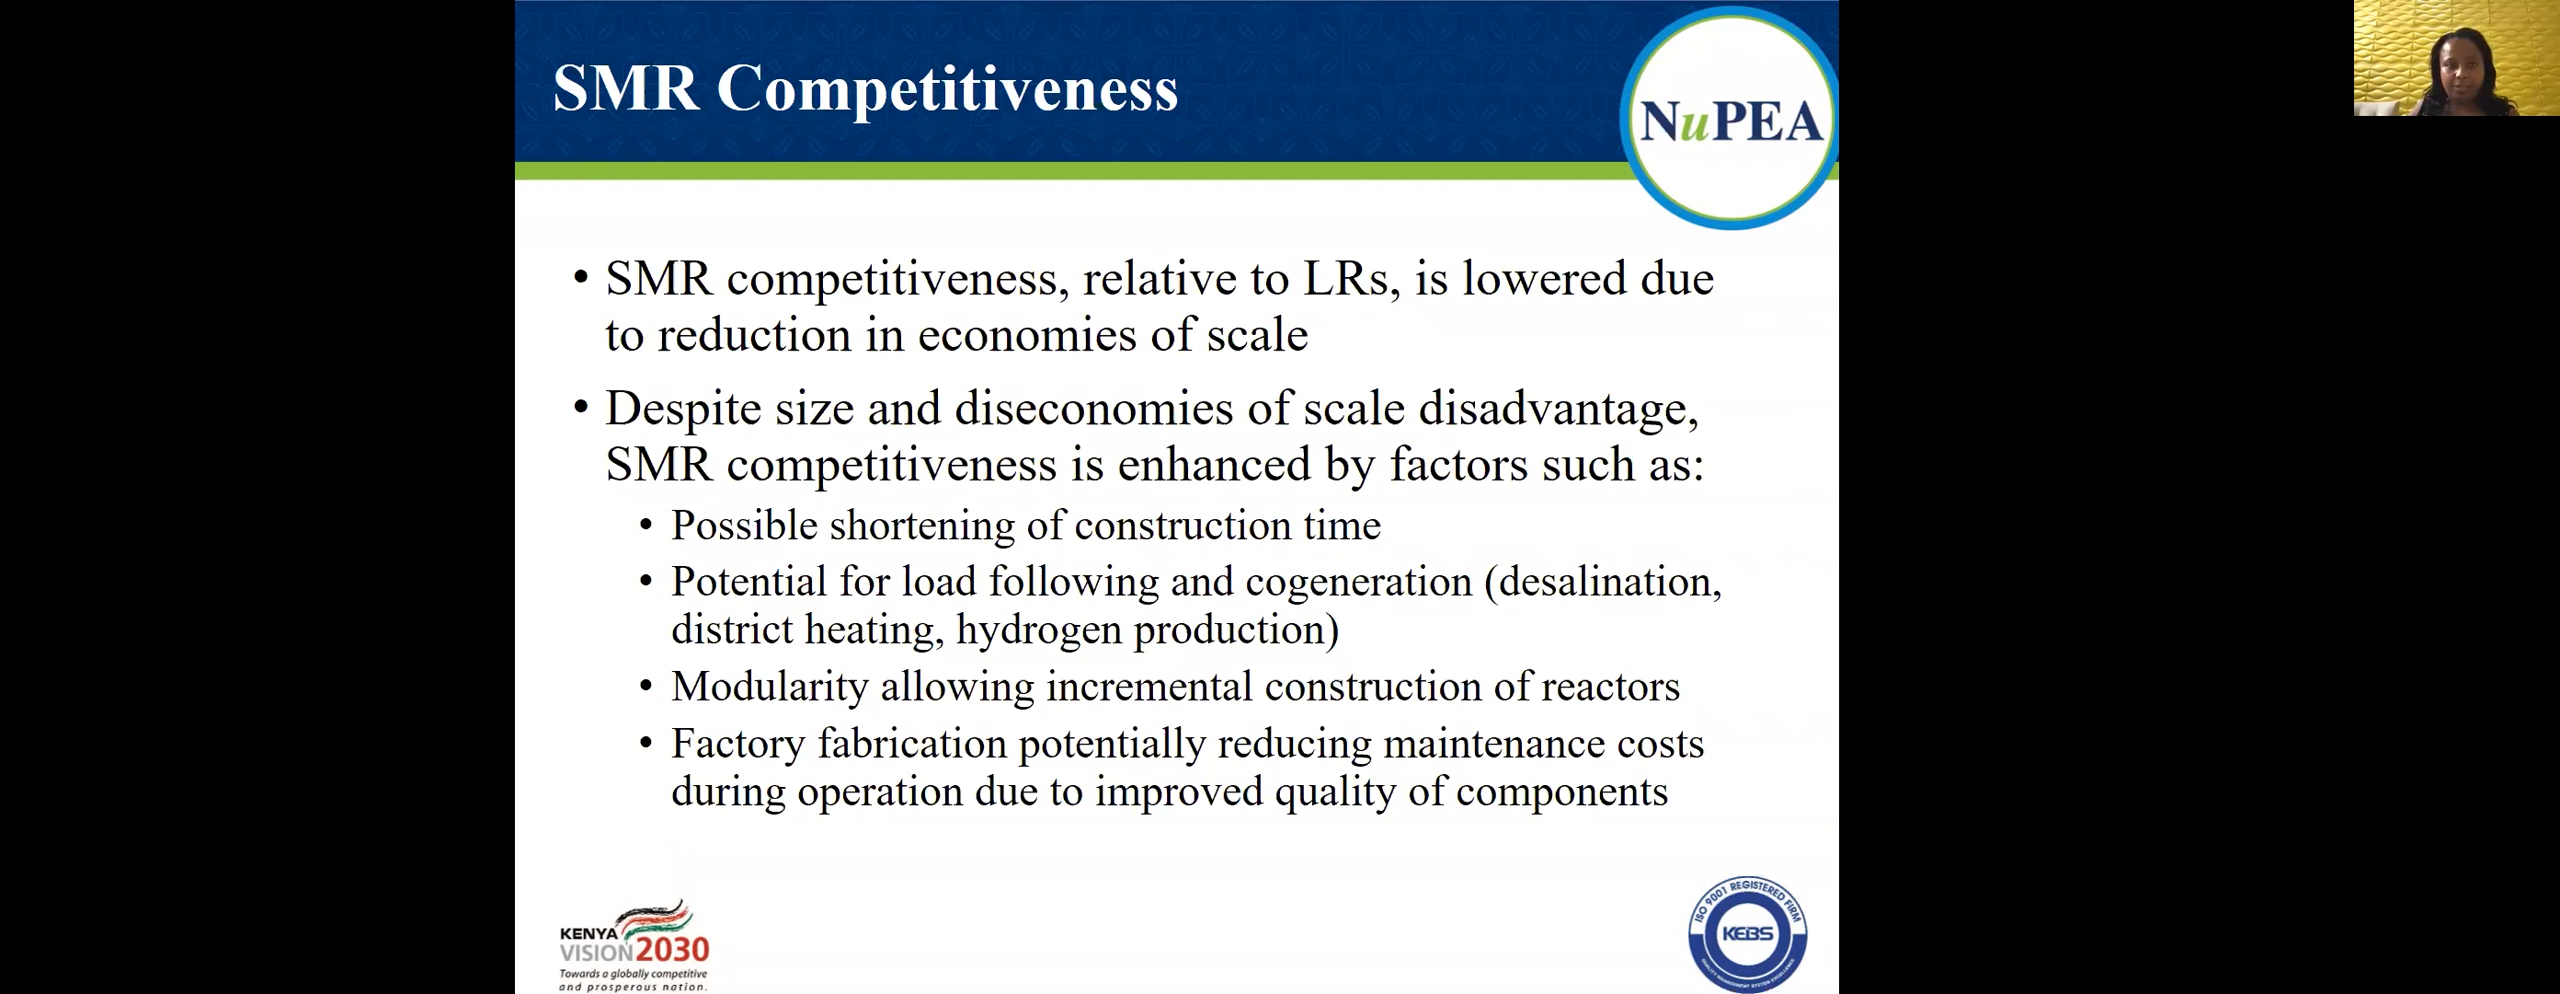 SMR Competitiveness
NuPEA
• SMR competitiveness, relative to LRs, is lowered due
to reduction in economies of scale
• Despite size and diseconomies of scale disadvantage,
SMR competitiveness is enhanced by factors such as:
• Possible shortening of construction time
• Potential for load following and cogeneration (desalination,
district heating, hydrogen production)
• Modularity allowing incremental construction of reactors
• Factory fabrication potentially reducing maintenance costs
during operation due to improved quality of components
KENYA
VISION 2030
Towards a globally competitive
and prosperous nation.
ISO 9001 REGISTERED FIRM
KEBS
QUALITY MANAGEMENT SYSTEM EXCELLENCE